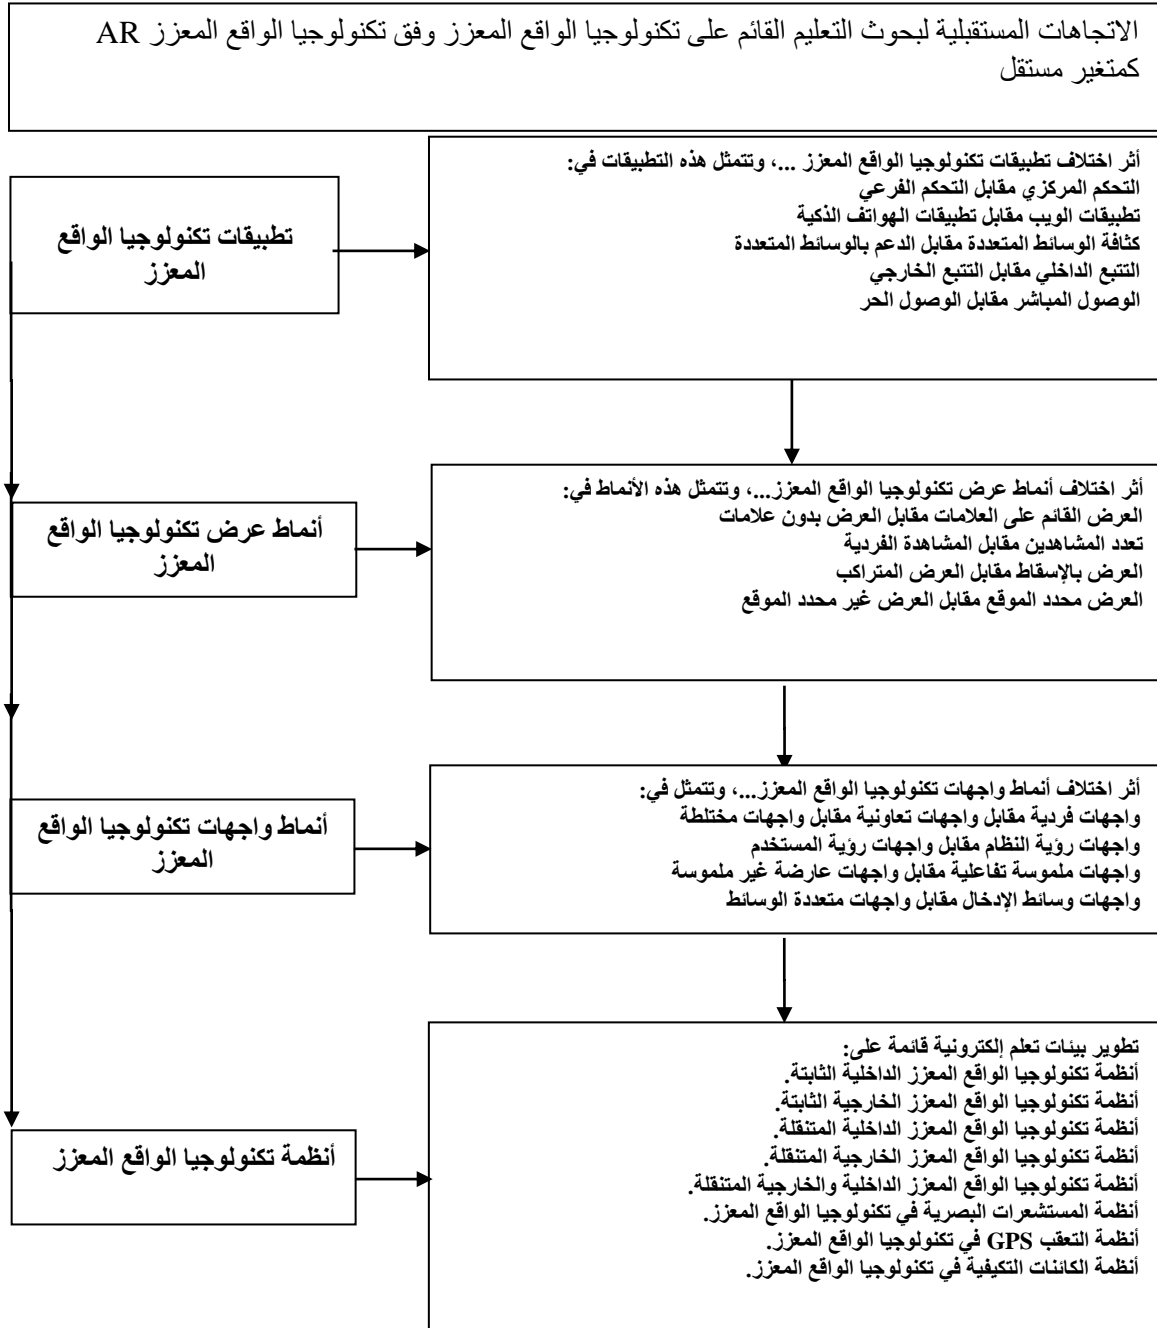 الاتجاهات المستقبلية لبحوث التعليم القائم على تكنولوجيا الواقع المعزز وفق تكنولوجيا الواقع المعزز AR
كمتغير مستقل
تطبيقات تكنولوجيا الواقع
المعزز
أثر اختلاف تطبيقات تكنولوجيا الواقع المعزز ...، وتتمثل هذه التطبيقات في:
التحكم المركزي مقابل التحكم الفرعي
تطبيقات الويب مقابل تطبيقات الهواتف الذكية
كثافة الوسائط المتعددة مقابل الدعم بالوسائط المتعددة
التتبع الداخلي مقابل التتبع الخارجي
الوصول المباشر مقابل الوصول الحر
أنماط عرض تكنولوجيا الواقع
المعزز
أثر اختلاف أنماط عرض تكنولوجيا الواقع المعزز...، وتتمثل هذه الأنماط في:
العرض القائم على العلامات مقابل العرض بدون علامات
تعدد المشاهدين مقابل المشاهدة الفردية
العرض بالإسقاط مقابل العرض المتراكب
العرض محدد الموقع مقابل العرض غير محدد الموقع
أنماط واجهات تكنولوجيا الواقع
المعزز
أثر اختلاف أنماط واجهات تكنولوجيا الواقع المعزز...، وتتمثل في:
واجهات فردية مقابل واجهات تعاونية مقابل واجهات مختلطة
واجهات رؤية النظام مقابل واجهات رؤية المستخدم
واجهات ملموسة تفاعلية مقابل واجهات عارضة غير ملموسة
واجهات وسائط الإدخال مقابل واجهات متعددة الوسائط
أنظمة تكنولوجيا الواقع المعزز
تطوير بيئات تعلم إلكترونية قائمة على:
أنظمة تكنولوجيا الواقع المعزز الداخلية الثابتة.
أنظمة تكنولوجيا الواقع المعزز الخارجية الثابتة.
أنظمة تكنولوجيا الواقع المعزز الداخلية المتنقلة.
أنظمة تكنولوجيا الواقع المعزز الخارجية المتنقلة.
أنظمة تكنولوجيا الواقع المعزز الداخلية والخارجية المتنقلة.
أنظمة المستشعرات البصرية في تكنولوجيا الواقع المعزز.
أنظمة التعقب GPS في تكنولوجيا الواقع المعزز.
أنظمة الكائنات التكيفية في تكنولوجيا الواقع المعزز.